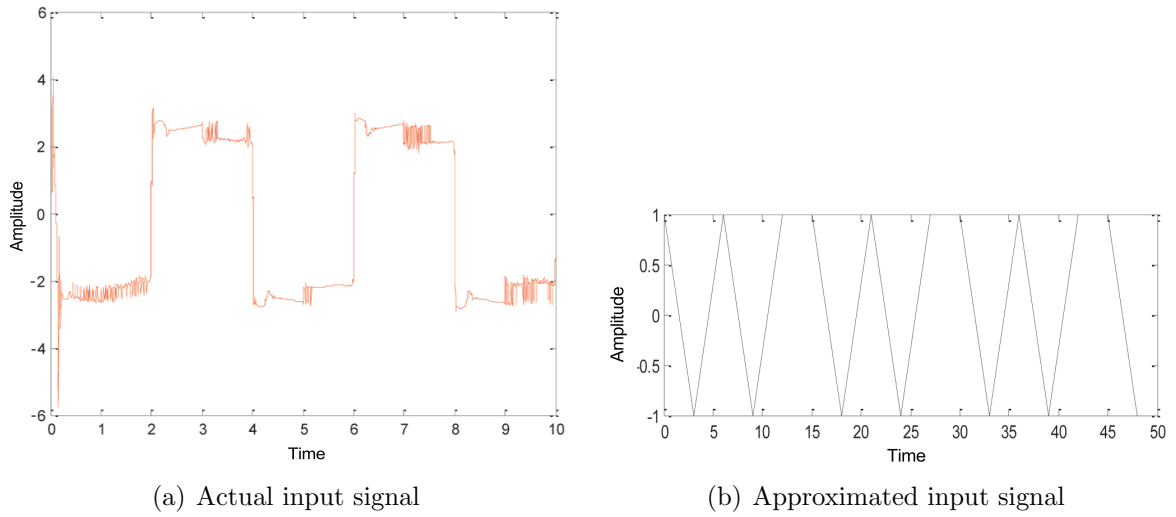 6
4
2
0
-2
-4
-6
Amplitude
0 1 2 3 4 5 6 7 8 9 10
Time
(a) Actual input signal
1
0.5
0
-0.5
-1
Amplitude
0 5 10 15 20 25 30 35 40 45 50
Time
(b) Approximated input signal